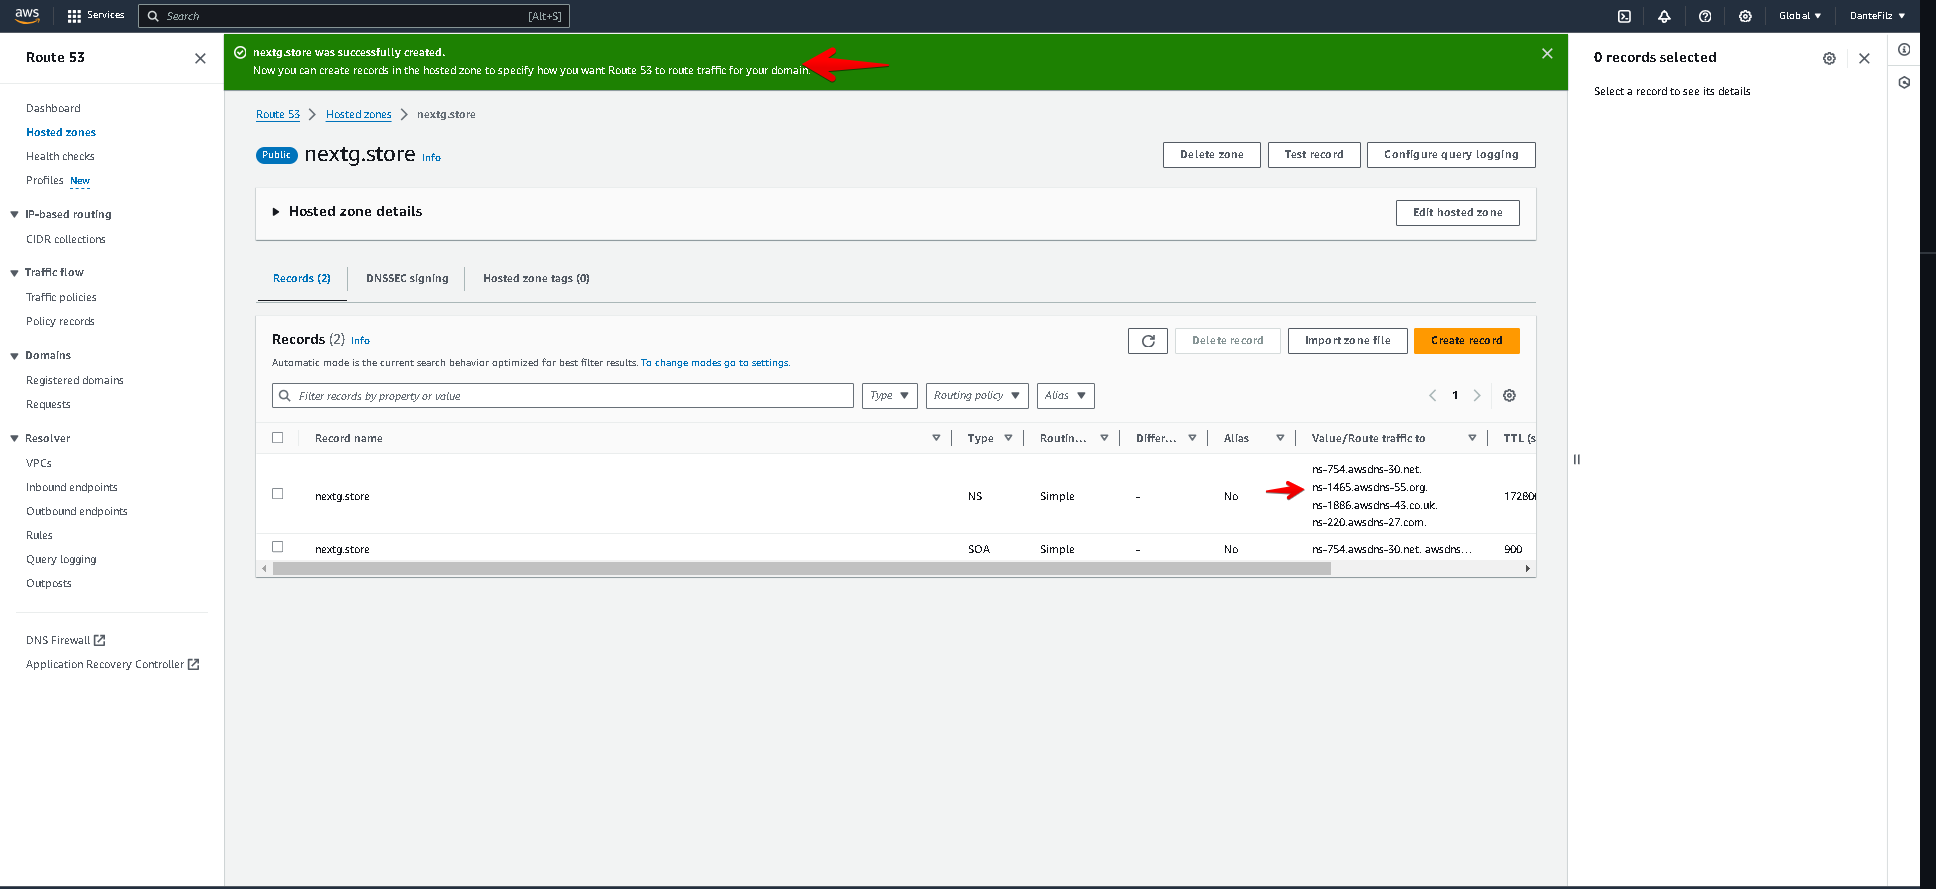 aws
Services
Search
[Alt+S]
Global
DanteFilz
Route 53
Dashboard
Hosted zones
Health checks
Profiles New
IP-based routing
CIDR collections
Traffic flow
Traffic policies
Policy records
Domains
Registered domains
Requests
Resolver
VPCs
Inbound endpoints
Outbound endpoints
Rules
Query logging
Outposts
DNS Firewall
Application Recovery Controller
nextg.store was successfully created.
Now you can create records in the hosted zone to specify how you want Route 53 to route traffic for your domain.
Route 53 Hosted zones nextg.store
Public nextg.store Info
Delete zone Test record Configure query logging
Hosted zone details
Edit hosted zone
Records (2) DNSSEC signing Hosted zone tags (0)
Records (2) Info
Delete record Import zone file Create record
Automatic mode is the current search behavior optimized for best filter results. To change modes go to settings.
Filter records by property or value Type Routing policy Alias 1
Record name Type Routin... Differ... Alias Value/Route traffic to TTL (s
nextg.store NS Simple - No
ns-754.awsdns-30.net.
ns-1465.awsdns-55.org.
ns-1886.awsdns-43.co.uk.
ns-220.awsdns-27.com.
17280
nextg.store SOA Simple - No ns-754.awsdns-30.net. awsdns... 900
0 records selected
Select a record to see its details